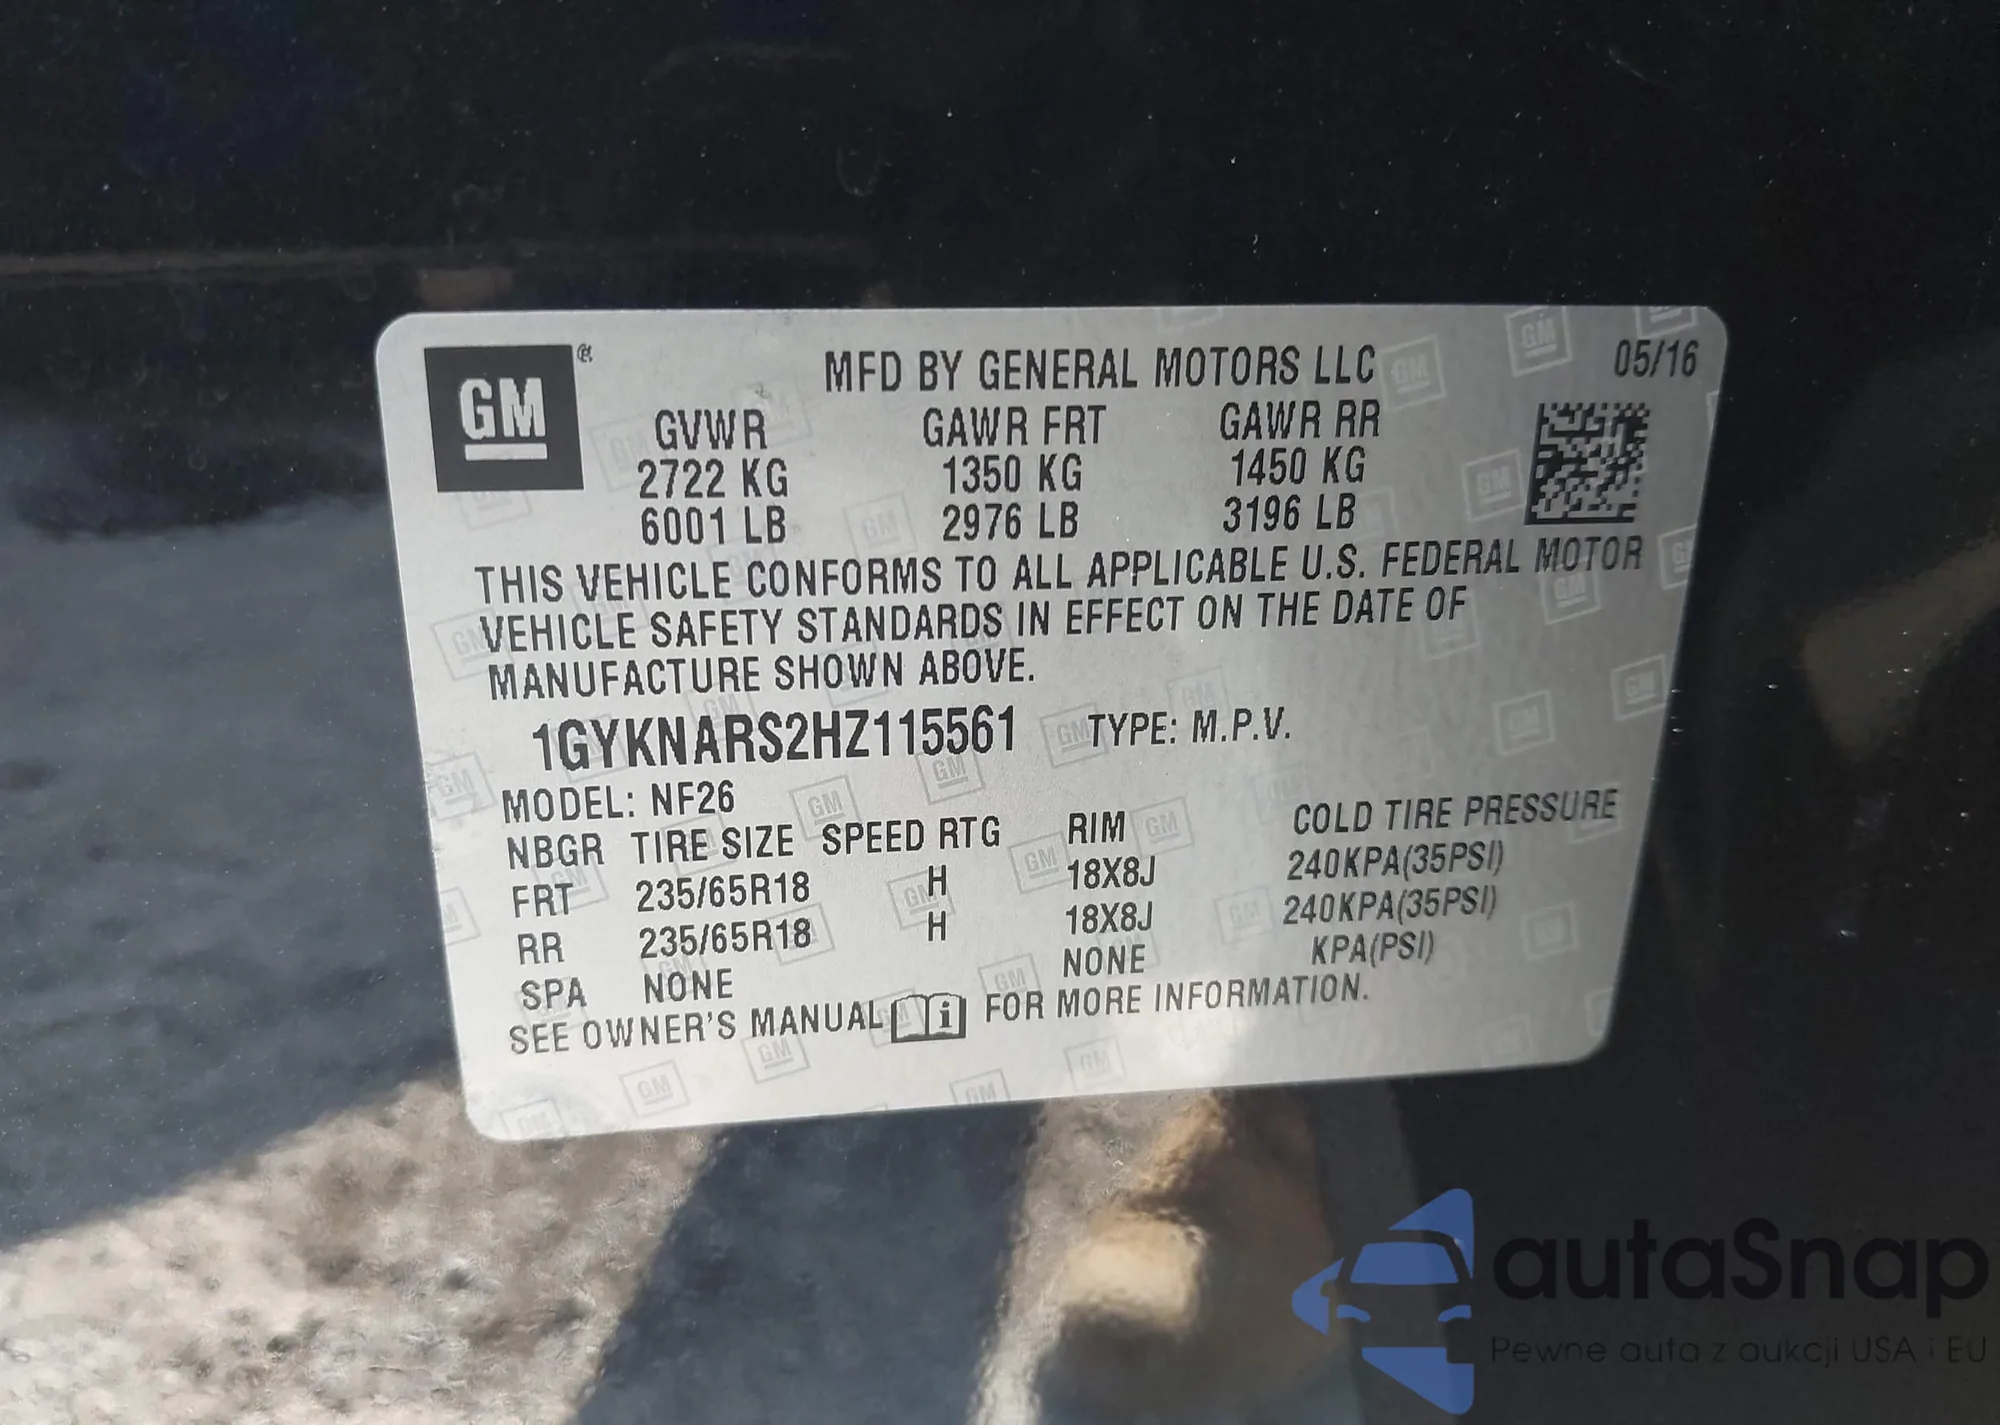 GM®
MFD BY GENERAL MOTORS LLC 05/16
GVWR GAWR FRT GAWR RR
2722 KG 1350 KG 1450 KG
6001 LB 2976 LB 3196 LB
THIS VEHICLE CONFORMS TO ALL APPLICABLE U.S. FEDERAL MOTOR
VEHICLE SAFETY STANDARDS IN EFFECT ON THE DATE OF
MANUFACTURE SHOWN ABOVE.
1GYKNARS2HZ115561 TYPE: M.P.V.
MODEL: NF26
NBGR TIRE SIZE SPEED RTG RIM COLD TIRE PRESSURE
FRT 235/65R18 H 18X8J 240KPA(35PSI)
RR 235/65R18 H 18X8J 240KPA(35PSI)
SPA NONE NONE KPA(PSI)
SEE OWNER'S MANUAL i FOR MORE INFORMATION.
autaSnap
Pewne auta z aukcji USA i EU